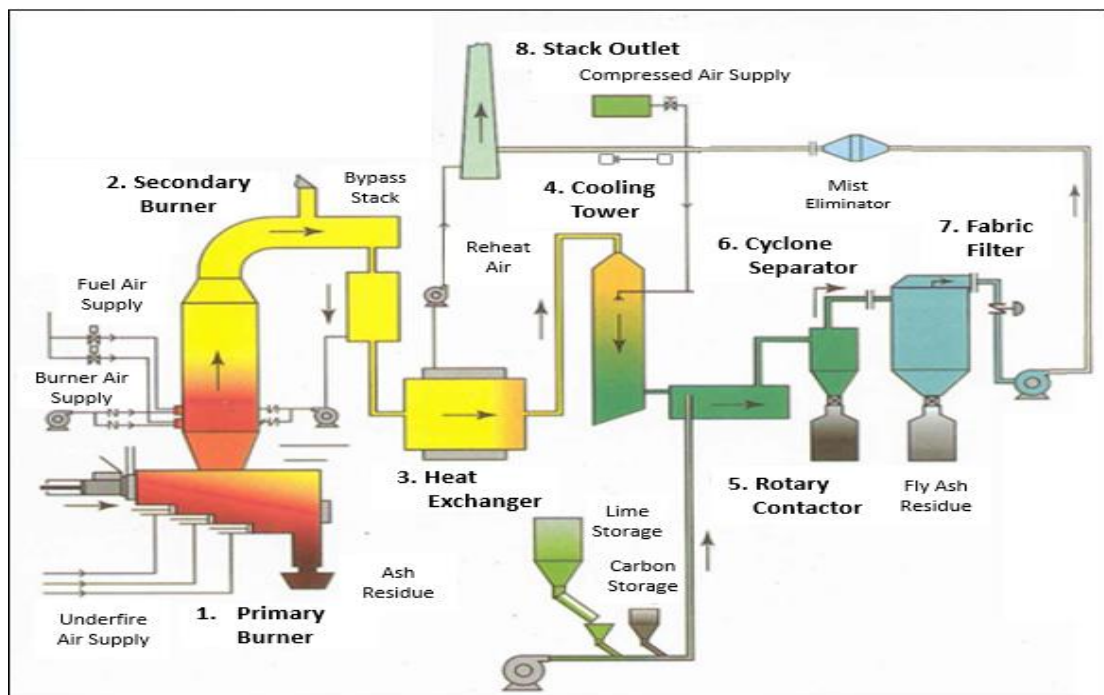 8. Stack Outlet
Compressed Air Supply
2. Secondary
Burner
Bypass
Stack
4. Cooling
Tower
Mist
Eliminator
Reheat
Air
6. Cyclone
Separator
7. Fabric
Filter
Fuel Air
Supply
Burner Air
Supply
3. Heat
Exchanger
5. Rotary
Contactor
Fly Ash
Residue
Lime
Storage
Carbon
Storage
Ash
Residue
Underfire
Air Supply
1. Primary
Burner